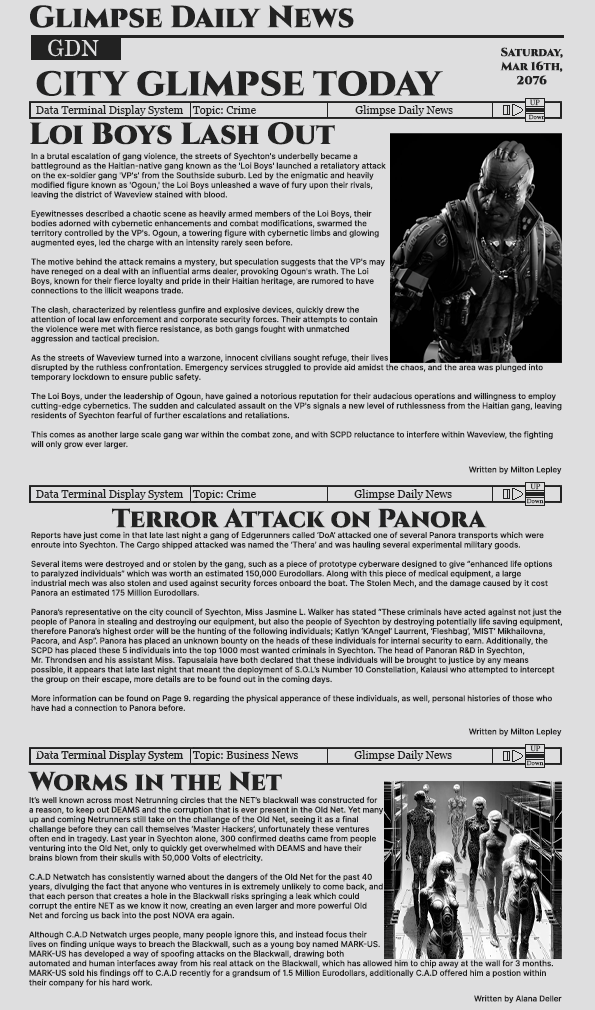 GLIMPSE DAILY NEWS
GDN
SATURDAY,
MAR 16TH,
2076
CITY GLIMPSE TODAY
Data Terminal Display System Topic: Crime Glimpse Daily News UP
Down
LOI BOYS LASH OUT
In a brutal escalation of gang violence, the streets of Syechton's underbelly became a
battleground as the Haitian-native gang known as the 'Loi Boys' launched a retaliatory attack
on the ex-soldier gang 'VP's' from the Southside suburb. Led by the enigmatic and heavily
modified figure known as 'Ogoun,' the Loi Boys unleashed a wave of fury upon their rivals,
leaving the district of Waveview stained with blood.
Eyewitnesses described a chaotic scene as heavily armed members of the Loi Boys, their
bodies adorned with cybernetic enhancements and combat modifications, swarmed the
territory controlled by the VP's. Ogoun, a towering figure with cybernetic limbs and glowing
augmented eyes, led the charge with an intensity rarely seen before.
The motive behind the attack remains a mystery, but speculation suggests that the VP's may
have reneged on a deal with an influential arms dealer, provoking Ogoun's wrath. The Loi
Boys, known for their fierce loyalty and pride in their Haitian heritage, are rumored to have
connections to the illicit weapons trade.
The clash, characterized by relentless gunfire and explosive devices, quickly drew the
attention of local law enforcement and corporate security forces. Their attempts to contain
the violence were met with fierce resistance, as both gangs fought with unmatched
aggression and tactical precision.
As the streets of Waveview turned into a warzone, innocent civilians sought refuge, their lives
disrupted by the ruthless confrontation. Emergency services struggled to provide aid amidst the chaos, and the area was plunged into
temporary lockdown to ensure public safety.
The Loi Boys, under the leadership of Ogoun, have gained a notorious reputation for their audacious operations and willingness to employ
cutting-edge cybernetics. The sudden and calculated assault on the VP's signals a new level of ruthlessness from the Haitian gang, leaving
residents of Syechton fearful of further escalations and retaliations.
This comes as another large scale gang war within the combat zone, and with SCPD reluctance to interfere within Waveview, the fighting
will only grow ever larger.
Written by Milton Lepley
Data Terminal Display System Topic: Crime Glimpse Daily News UP
Down
TERROR ATTACK ON PANORA
Reports have just come in that late last night a gang of Edgerunners called 'DoA' attacked one of several Panora transports which were
enroute into Syechton. The Cargo shipped attacked was named the 'Thera' and was hauling several experimental military goods.
Several items were destroyed and or stolen by the gang, such as a piece of prototype cyberware designed to give "enhanced life options
to paralyzed individuals" which was worth an estimated 150,000 Eurodollars. Along with this piece of medical equipment, a large
industrial mech was also stolen and used against security forces onboard the boat. The Stolen Mech, and the damage caused by it cost
Panora an estimated 175 Million Eurodollars.
Panora's representative on the city council of Syechton, Miss Jasmine L. Walker has stated "These criminals have acted against not just the
people of Panora in stealing and destroying our equipment, but also the people of Syechton by destroying potentially life saving equipment,
therefore Panora's highest order will be the hunting of the following individuals; Kaitlyn 'KAngel' Laurnent, 'Fleshbag', 'MIST' Mikhailovna,
Pacora, and Asp". Panora has placed an unknown bounty on the heads of these individuals for internal security to earn. Additionally, the
SCPD has placed these 5 individuals into the top 1000 most wanted criminals in Syechton. The head of Panoran R&D in Syechton,
Mr. Throndsen and his assistant Miss. Tapusalaia have both declared that these individuals will be brought to justice by any means
possible, it appears that late last night that meant the deployment of S.O.L's Number 10 Constellation, Kalausi who attempted to intercept
the group on their escape, more details are to be found out in the coming days.
More information can be found on Page 9. regarding the physical apperance of these individuals, as well, personal histories of those who
have had a connection to Panora before.
Written by Milton Lepley
Data Terminal Display System Topic: Business News Glimpse Daily News UP
Down
WORMS IN THE NET
It's well known across most Netrunning circles that the NET's blackwall was constructed for
a reason, to keep out DEAMS and the corruption that is ever present in the Old Net. Yet many
up and coming Netrunners still take on the challange of the Old Net, seeing it as a final
challange before they can call themselves 'Master Hackers', unfortunately these ventures
often end in tragedy. Last year in Syechton alone, 300 confirmed deaths came from people
venturing into the Old Net, only to quickly get overwhelmed with DEAMS and have their
brains blown from their skulls with 50,000 Volts of electricity.
C.A.D Netwatch has consistently warned about the dangers of the Old Net for the past 40
years, divulging the fact that anyone who ventures in is extremely unlikely to come back, and
that each person that creates a hole in the Blackwall risks springing a leak which could
corrupt the entire NET as we know it now, creating an even larger and more powerful Old
Net and forcing us back into the post NOVA era again.
Although C.A.D Netwatch urges people, many people ignore this, and instead focus their
lives on finding unique ways to breach the Blackwall, such as a young boy named MARK-US.
MARK-US has developed a way of spoofing attacks on the Blackwall, drawing both
automated and human interfaces away from his real attack on the Blackwall, which has allowed him to chip away at the wall for 3 months.
MARK-US sold his findings off to C.A.D recently for a grandsum of 1.5 Million Eurodollars, additionally C.A.D offered him a postion within
their company for his hard work.
Written by Alana Deller